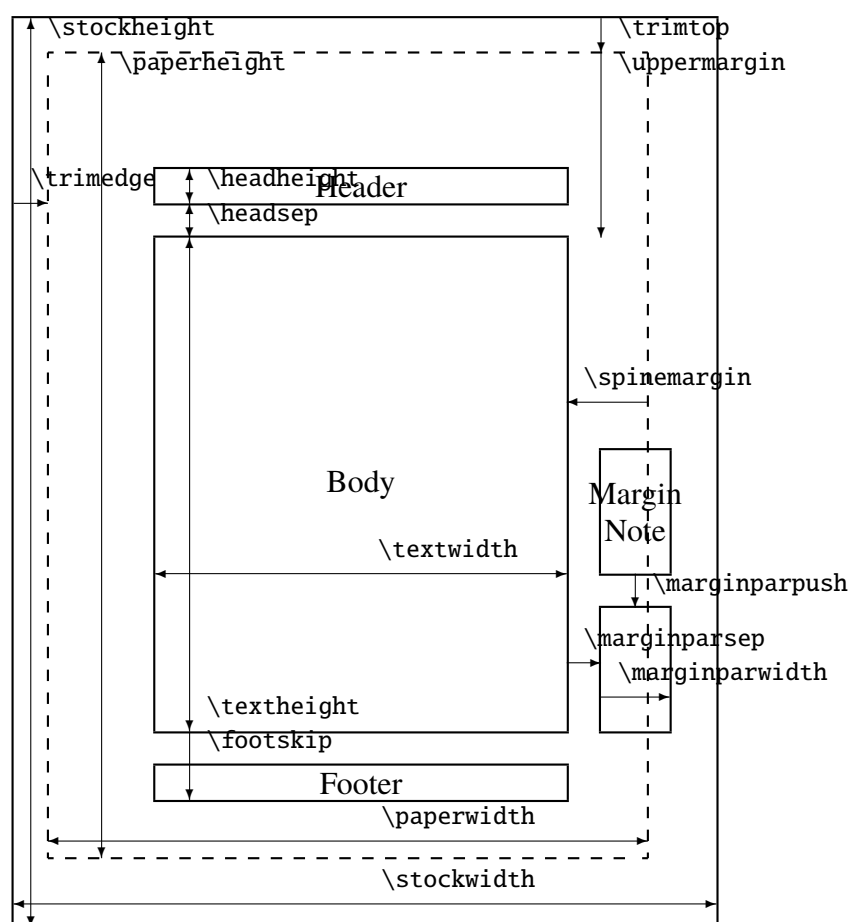 \stockheight
\trimtop
\paperheight
\uppermargin
\trimedge
\headheight
Header
\headsep
\spinemargin
Body
Margin
Note
\textwidth
\marginparpush
\marginparsep
\marginparwidth
\textheight
\footskip
Footer
\paperwidth
\stockwidth